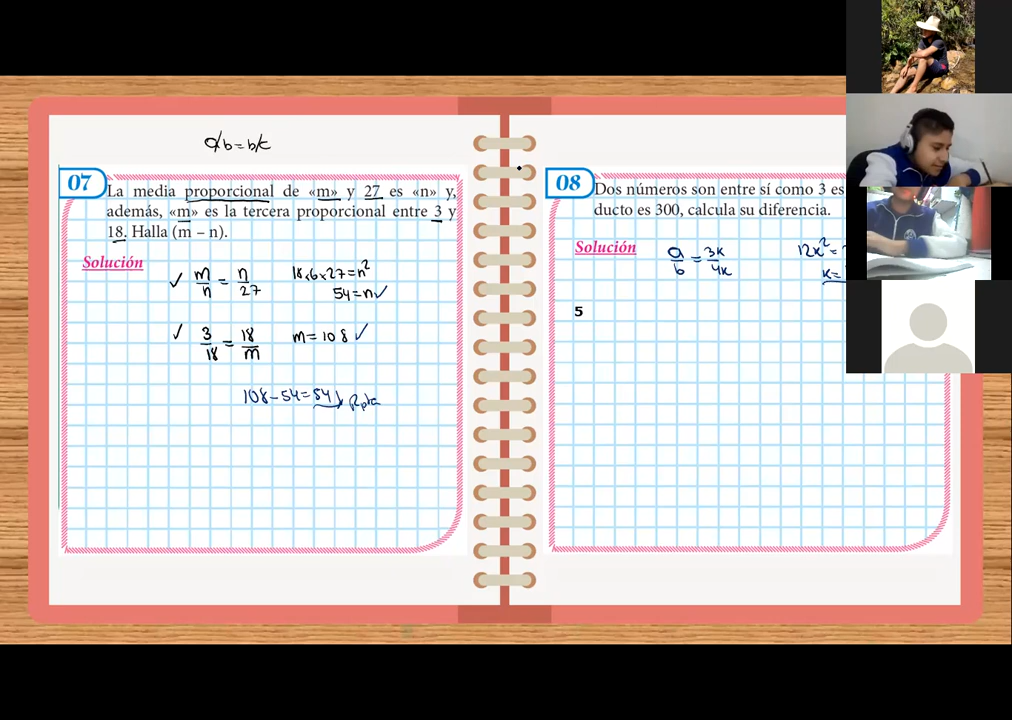 a/b = b/c
07
La media proporcional de «m» y 27 es «n» y,
además, «m» es la tercera proporcional entre 3 y
18. Halla (m – n).
Solución
✓ m/n = n/27
18×6×27 = n²
54 = n ✓
✓ 3/18 = 18/m
m = 108 ✓
108 – 54 = 54 Rpta
08
Dos números son entre sí como 3 es
ducto es 300, calcula su diferencia.
Solución
a/b = 3k/4k
12k² =
k =
5